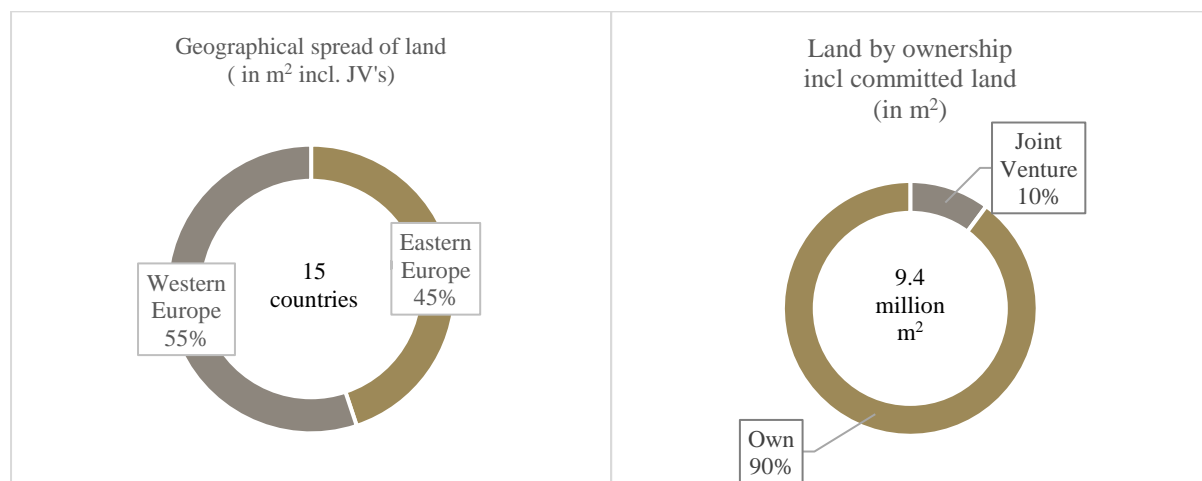 Geographical spread of land
( in m² incl. JV's)
Western
Europe
55%
15
countries
Eastern
Europe
45%
Land by ownership
incl committed land
(in m²)
Joint
Venture
10%
9.4
million
m²
Own
90%